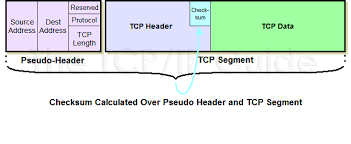 Source Address
Dest Address
Reserved
Protocol
TCP Length
TCP Header
Check-sum
TCP Data
Pseudo-Header
TCP Segment
Checksum Calculated Over Pseudo Header and TCP Segment